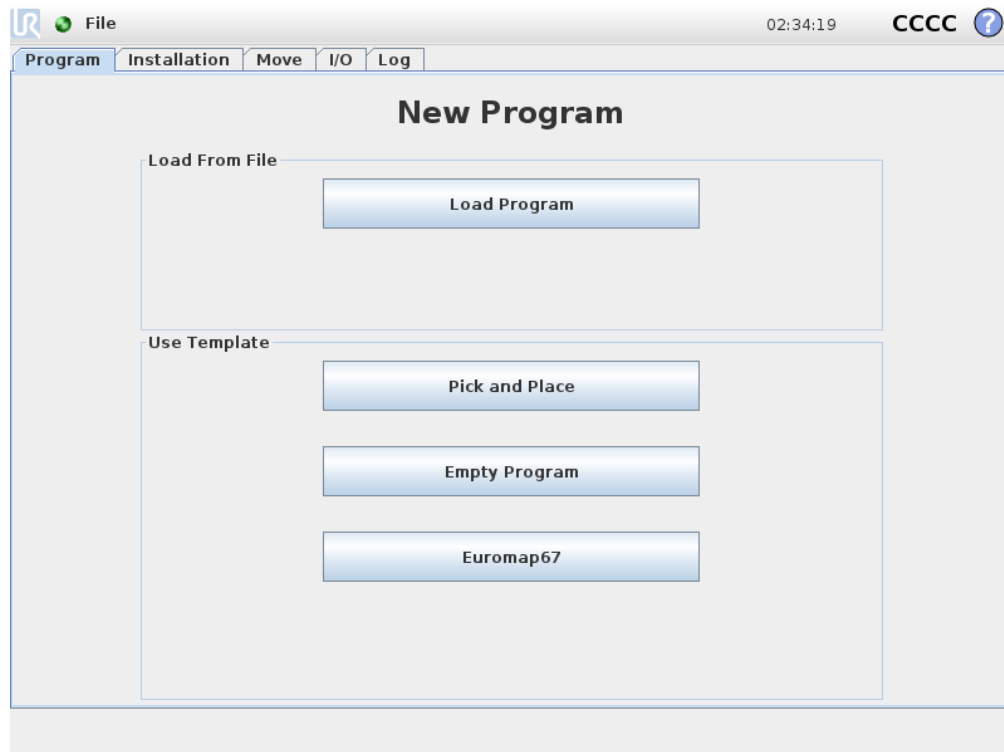 UR File 02:34:19 CCCC ?
Program Installation Move I/O Log
New Program
Load From File
Load Program
Use Template
Pick and Place
Empty Program
Euromap67